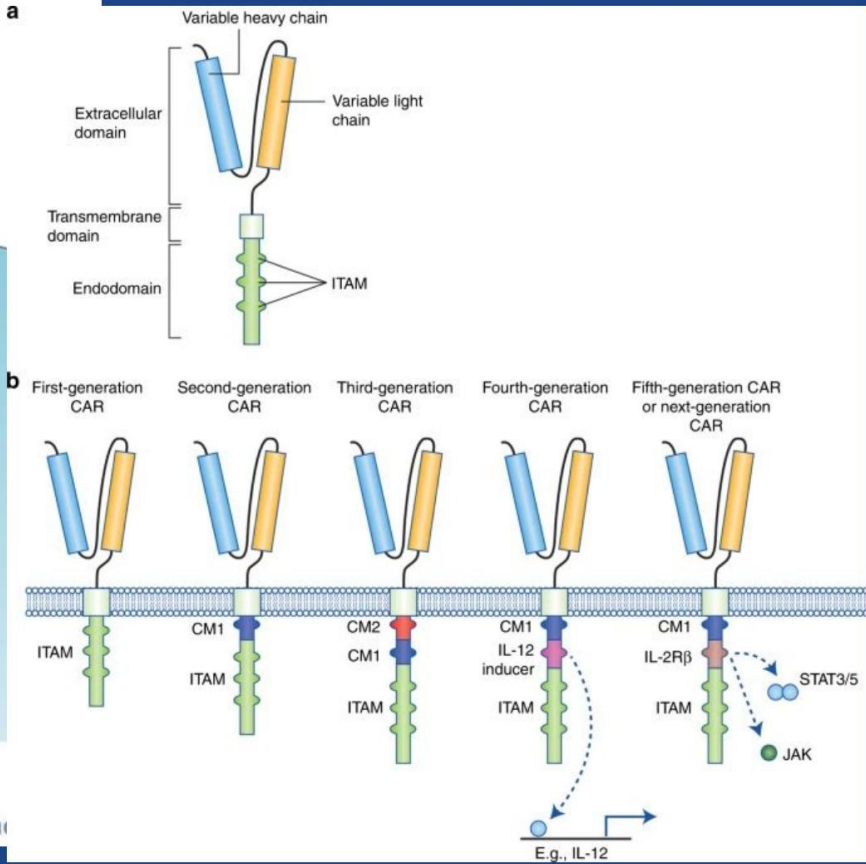 a
Variable heavy chain
Extracellular
domain
Variable light
chain
Transmembrane
domain
Endodomain
ITAM
b
First-generation
CAR
Second-generation
CAR
Third-generation
CAR
Fourth-generation
CAR
Fifth-generation CAR
or next-generation
CAR
ITAM
CM1
ITAM
CM2
CM1
ITAM
CM1
IL-12
inducer
ITAM
CM1
IL-2Rβ
ITAM
STAT3/5
JAK
E.g., IL-12